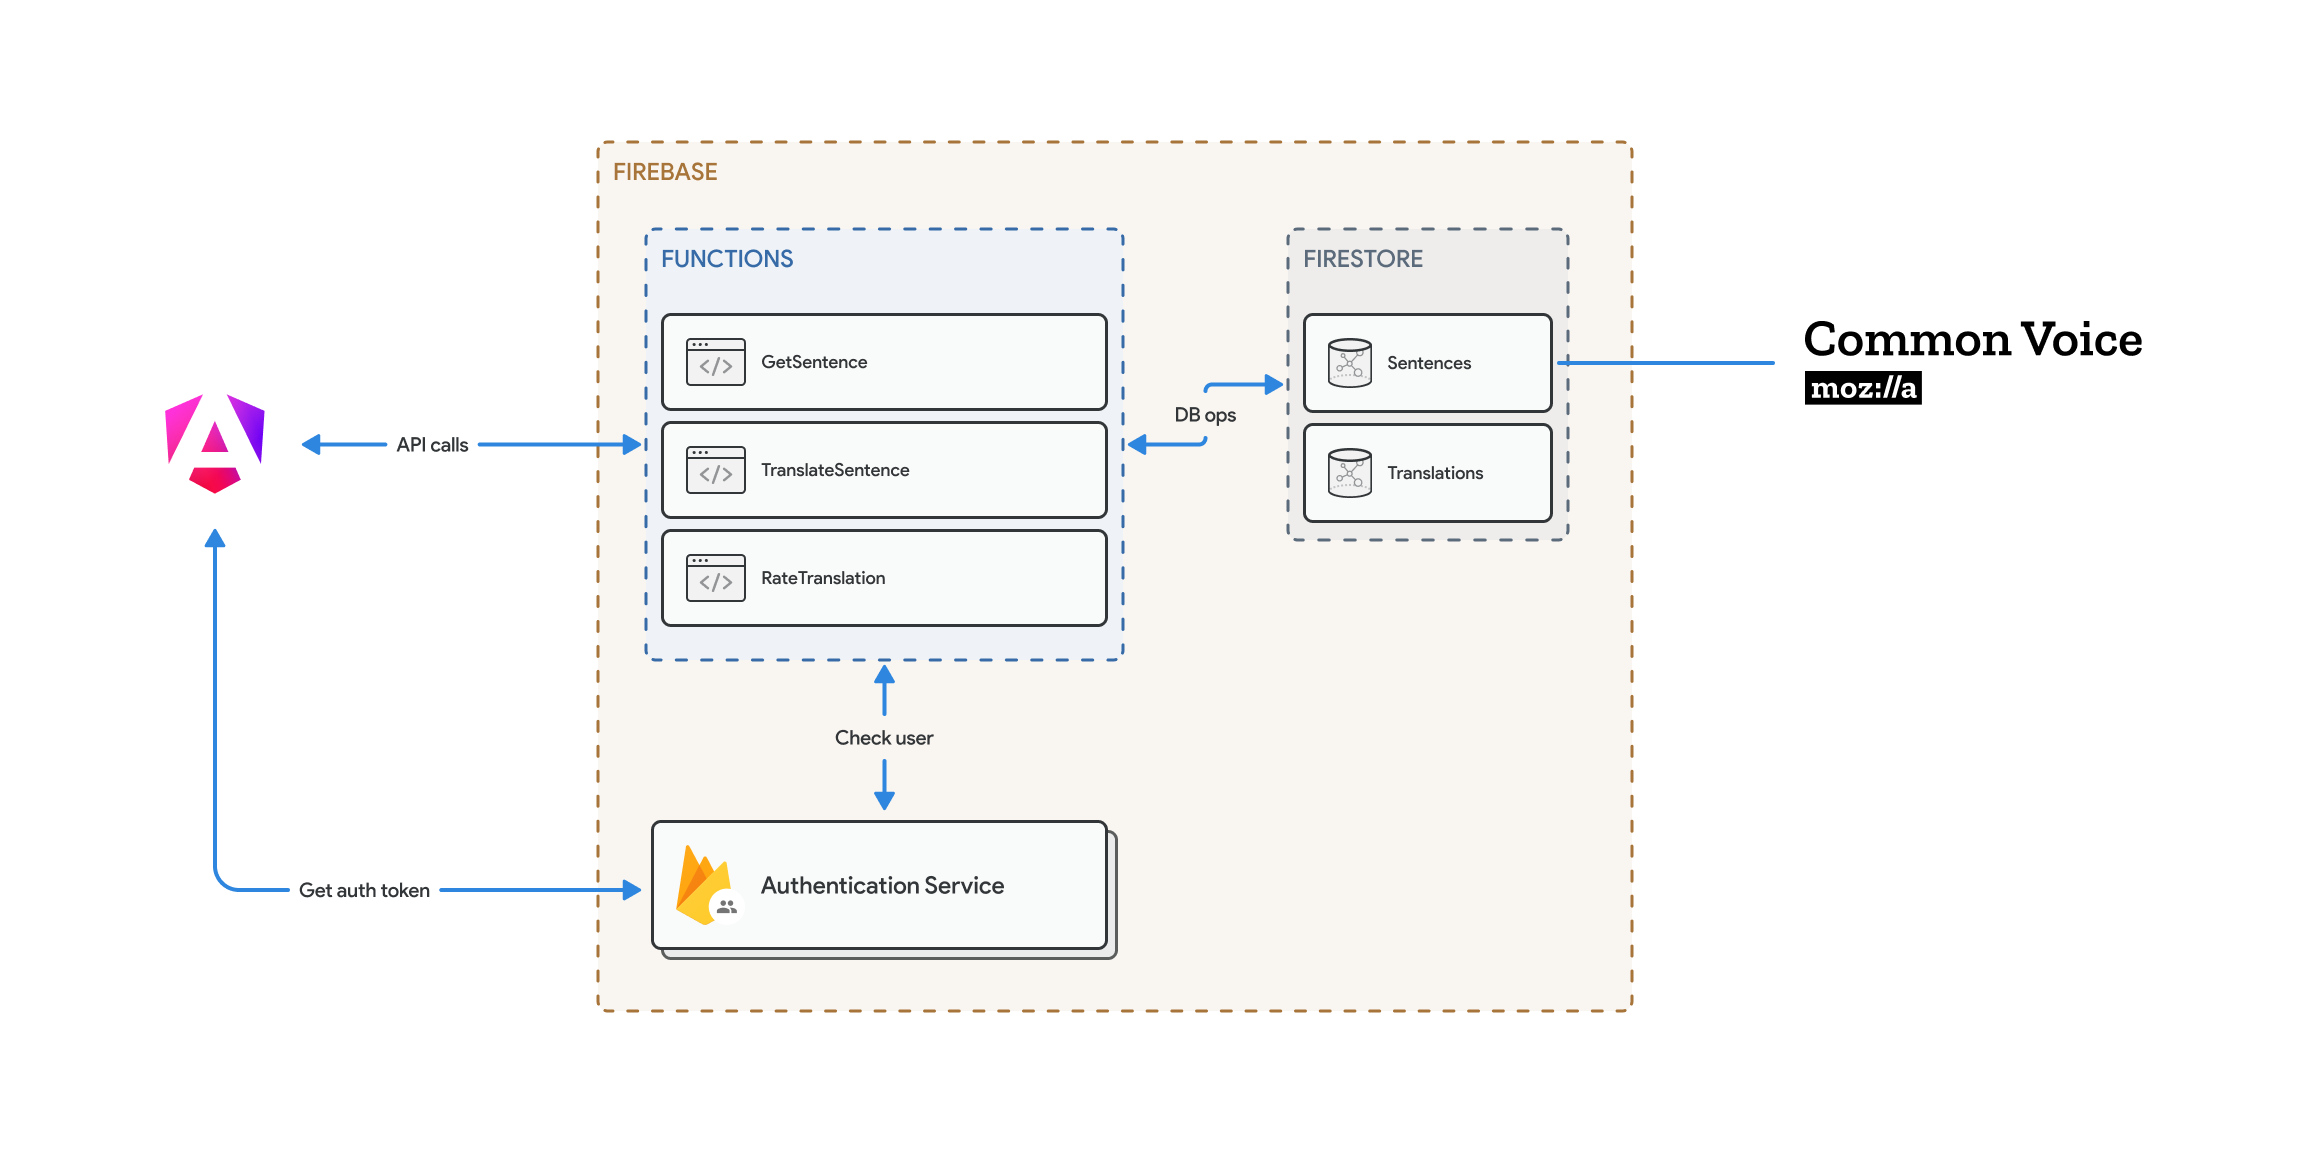 FIREBASE
FUNCTIONS
GetSentence
TranslateSentence
RateTranslation
API calls
DB ops
FIRESTORE
Sentences
Translations
Common Voice
moz://a
Check user
Get auth token
Authentication Service